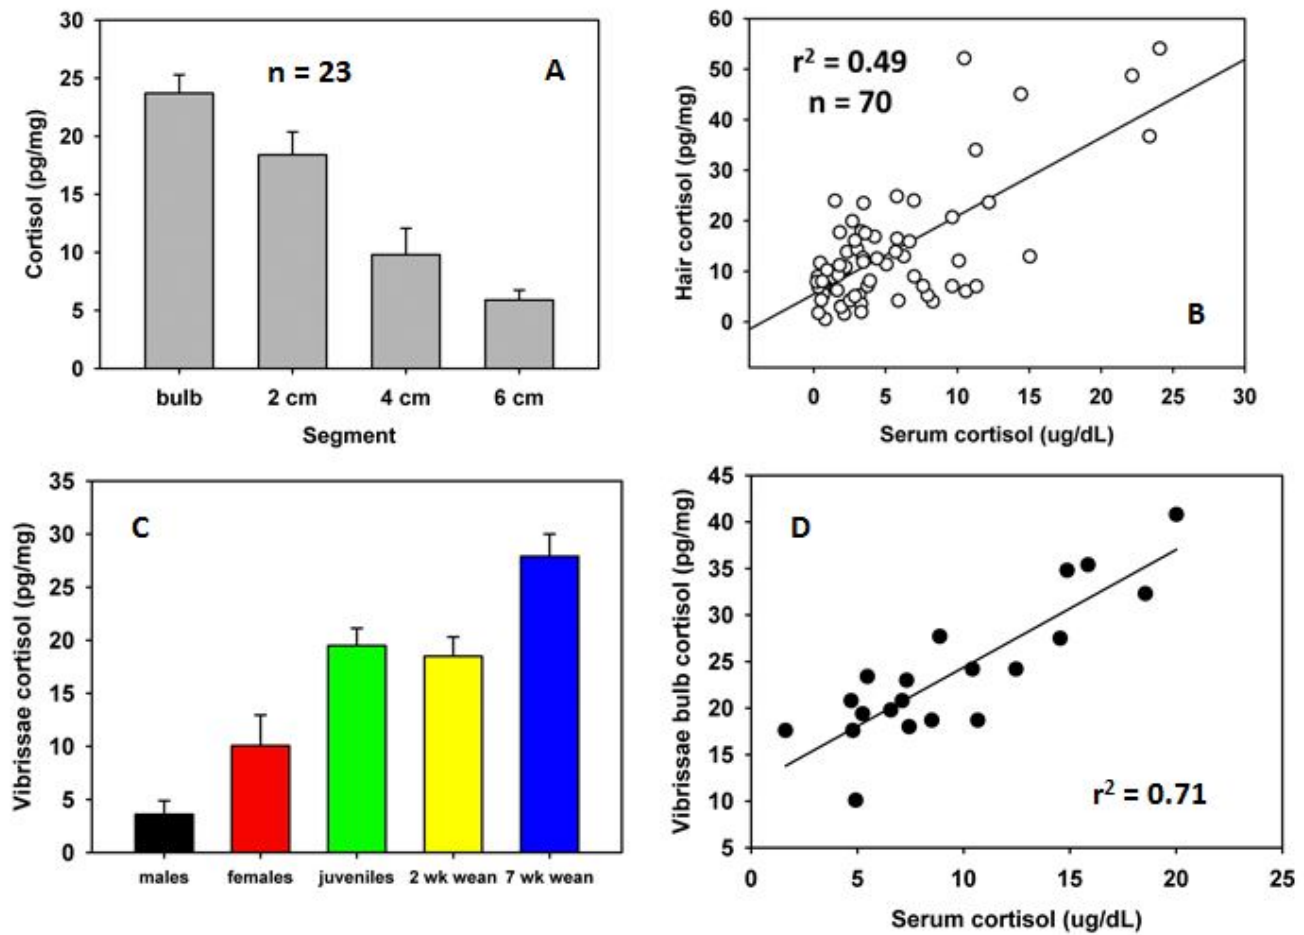 30
25
20
15
10
5
0
Cortisol (pg/mg)
n = 23
A
bulb 2 cm 4 cm 6 cm
Segment
60
50
40
30
20
10
0
Hair cortisol (pg/mg)
r² = 0.49
n = 70
B
0 5 10 15 20 25 30
Serum cortisol (ug/dL)
35
30
25
20
15
10
5
0
Vibrissae cortisol (pg/mg)
C
males females juveniles 2 wk wean 7 wk wean
45
40
35
30
25
20
15
10
5
Vibrissae bulb cortisol (pg/mg)
D
r² = 0.71
5 10 15 20 25
Serum cortisol (ug/dL)